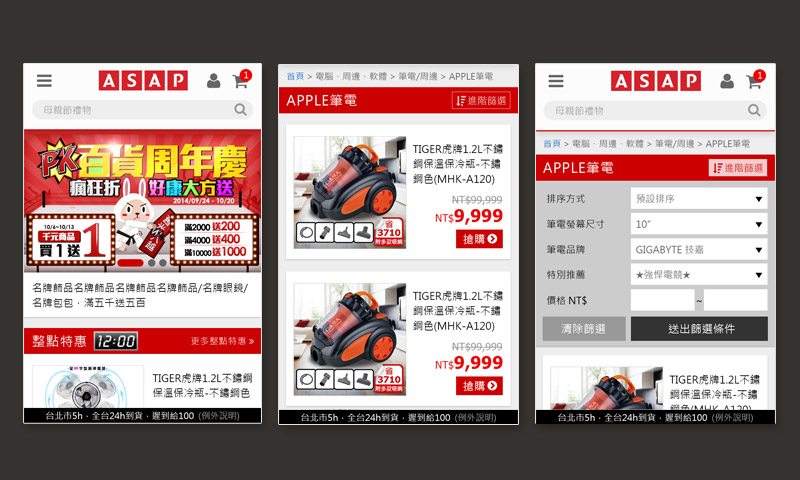 ASAP
1
母親節禮物
PK百貨周年慶
瘋狂折 好康大方送
2014/09/24 - 10/20
10/6~10/13
千元商品
買1送1
滿2000送200
滿4000送400
滿10000送1000
名牌飾品名牌飾品名牌飾品名牌飾品/名牌眼鏡/
名牌包包，滿五千送五百
整點特惠 12:00 更多整點特惠 »
TIGER虎牌1.2L不鏽鋼
保溫保冷瓶-不鏽鋼色
台北市5h，全台24h到貨，遲到給100 (例外說明)
首頁 > 電腦、周邊、軟體 > 筆電/周邊 > APPLE筆電
APPLE筆電 進階篩選
TIGER虎牌1.2L不鏽
鋼保溫保冷瓶-不鏽
鋼色(MHK-A120)
NT$99,999
NT$9,999
搶購
省
3710
附多錠吸病
TIGER虎牌1.2L不鏽
鋼保溫保冷瓶-不鏽
鋼色(MHK-A120)
NT$99,999
NT$9,999
搶購
省
3710
台北市5h，全台24h到貨，遲到給100 (例外說明)
ASAP
1
母親節禮物
首頁 > 電腦、周邊、軟體 > 筆電/周邊 > APPLE筆電
APPLE筆電 進階篩選
排序方式 預設排序
筆電螢幕尺寸 10"
筆電品牌 GIGABYTE 技嘉
特別推薦 ★強悍電競★
價格 NT$ ~
清除篩選 送出篩選條件
TIGER虎牌1.2L不鏽
鋼保溫保冷瓶-不鏽
鋼色(MHK-A120)
台北市5h，全台24h到貨，遲到給100 (例外說明)